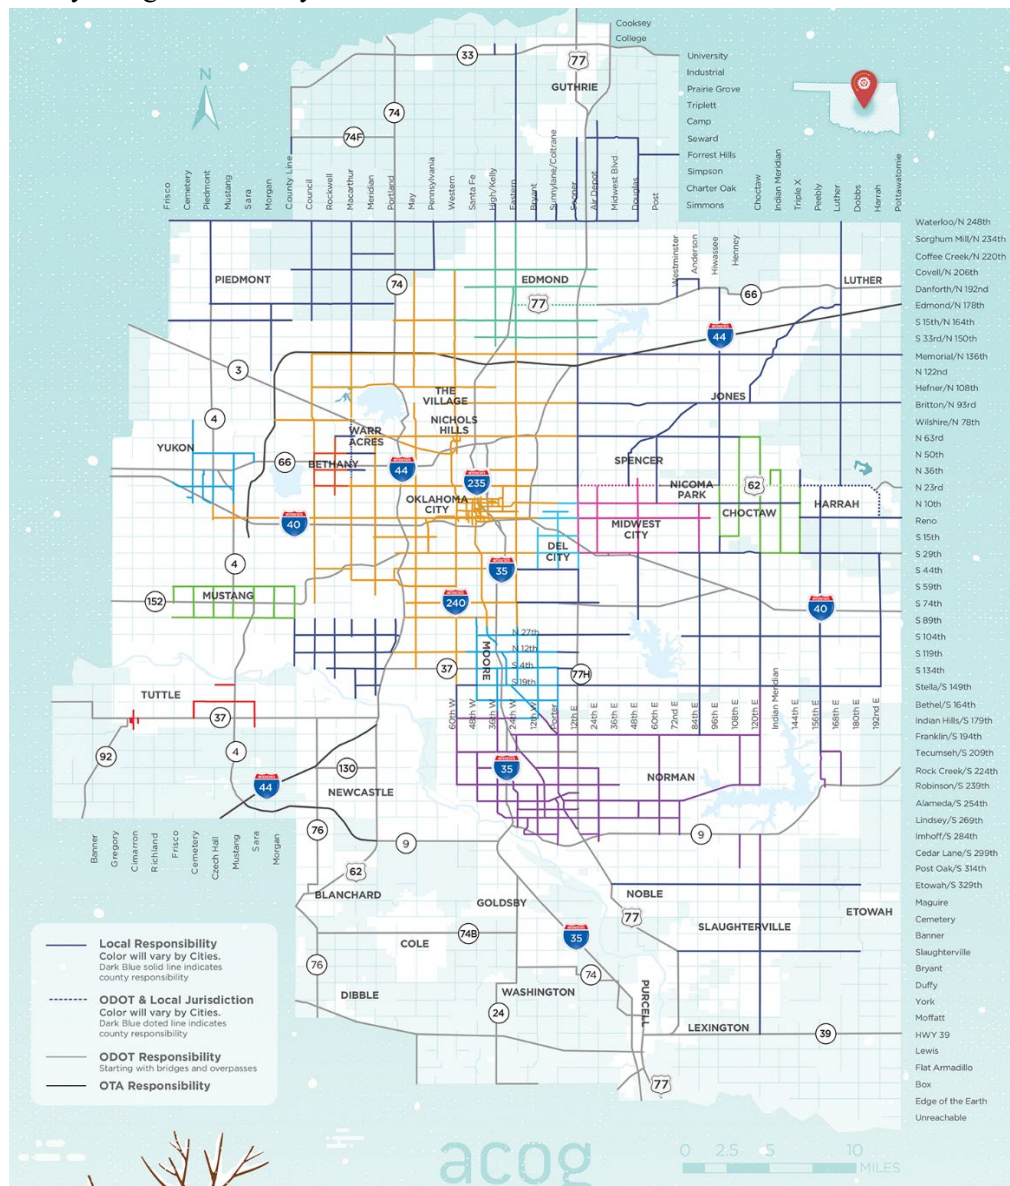 Cooksey
College
33
77
University
Industrial
GUTHRIE
Prairie Grove
N
Triplett
74
Camp
74F
Seward
Forrest Hills
Simpson
Charter Oak
Simmons
Frisco
Cemetery
Piedmont
Mustang
Sara
Morgan
County Line
Council
Rockwell
Macarthur
Meridian
Portland
May
Pennsylvania
Western
Santa Fe
High/Kelly
Eastern
Bryant
Sunnylane/Coltrane
Sooner
Air Depot
Midwest Blvd
Douglas
Post
Westminster
Anderson
Hiwassee
Henney
Choctaw
Indian Meridian
Triple X
Peebly
Luther
Dobbs
Harrah
Pottawatomie
Waterloo/N 248th
Sorghum Mill/N 234th
Coffee Creek/N 220th
Covell/N 206th
Danforth/N 192nd
Edmond/N 178th
S 15th/N 164th
S 33rd/N 150th
Memorial/N 136th
N 122nd
Hefner/N 108th
Britton/N 93rd
Wilshire/N 78th
N 63rd
N 50th
N 36th
N 23rd
N 10th
Reno
S 15th
S 29th
S 44th
S 59th
S 74th
S 89th
S 104th
S 119th
S 134th
Stella/S 149th
Bethel/S 164th
Indian Hills/S 179th
Franklin/S 194th
Tecumseh/S 209th
Rock Creek/S 224th
Robinson/S 239th
Alameda/S 254th
Lindsey/S 269th
Imhoff/S 284th
Cedar Lane/S 299th
Post Oak/S 314th
Etowah/S 329th
Maguire
Cemetery
Banner
Slaughterville
Bryant
Duffy
York
Moffatt
HWY 39
Lewis
Flat Armadillo
Box
Edge of the Earth
Unreachable
PIEDMONT
74
EDMOND
77
66
LUTHER
44
3
4
THE
VILLAGE
NICHOLS
HILLS
WARR
ACRES
JONES
YUKON
66
BETHANY
44
235
SPENCER
NICOMA
PARK
62
OKLAHOMA
CITY
CHOCTAW
HARRAH
40
MIDWEST
CITY
DEL
CITY
4
35
152
MUSTANG
240
40
N 27th
N 12th
S 4th
S 19th
MOORE
37
77H
TUTTLE
37
60th W
48th W
36th W
24th W
12th W
Porter
12th E
24th E
36th E
48th E
60th E
72nd E
84th E
96th E
108th E
120th E
Indian Meridian
144th E
156th E
168th E
180th E
192nd E
92
4
44
130
NEWCASTLE
35
NORMAN
76
9
9
Banner
Gregory
Cimarron
Richland
Frisco
Cemetery
Czech Hall
Mustang
Sara
Morgan
62
BLANCHARD
NOBLE
GOLDSBY
77
ETOWAH
SLAUGHTERVILLE
COLE
74B
35
76
74
DIBBLE
WASHINGTON
PURCELL
24
LEXINGTON
39
77
Local Responsibility
Color will vary by Cities.
Dark Blue solid line indicates
county responsibility
ODOT & Local Jurisdiction
Color will vary by Cities.
Dark Blue doted line indicates
county responsibility
ODOT Responsibility
Starting with bridges and overpasses
OTA Responsibility
acog
0 2.5 5 10
MILES